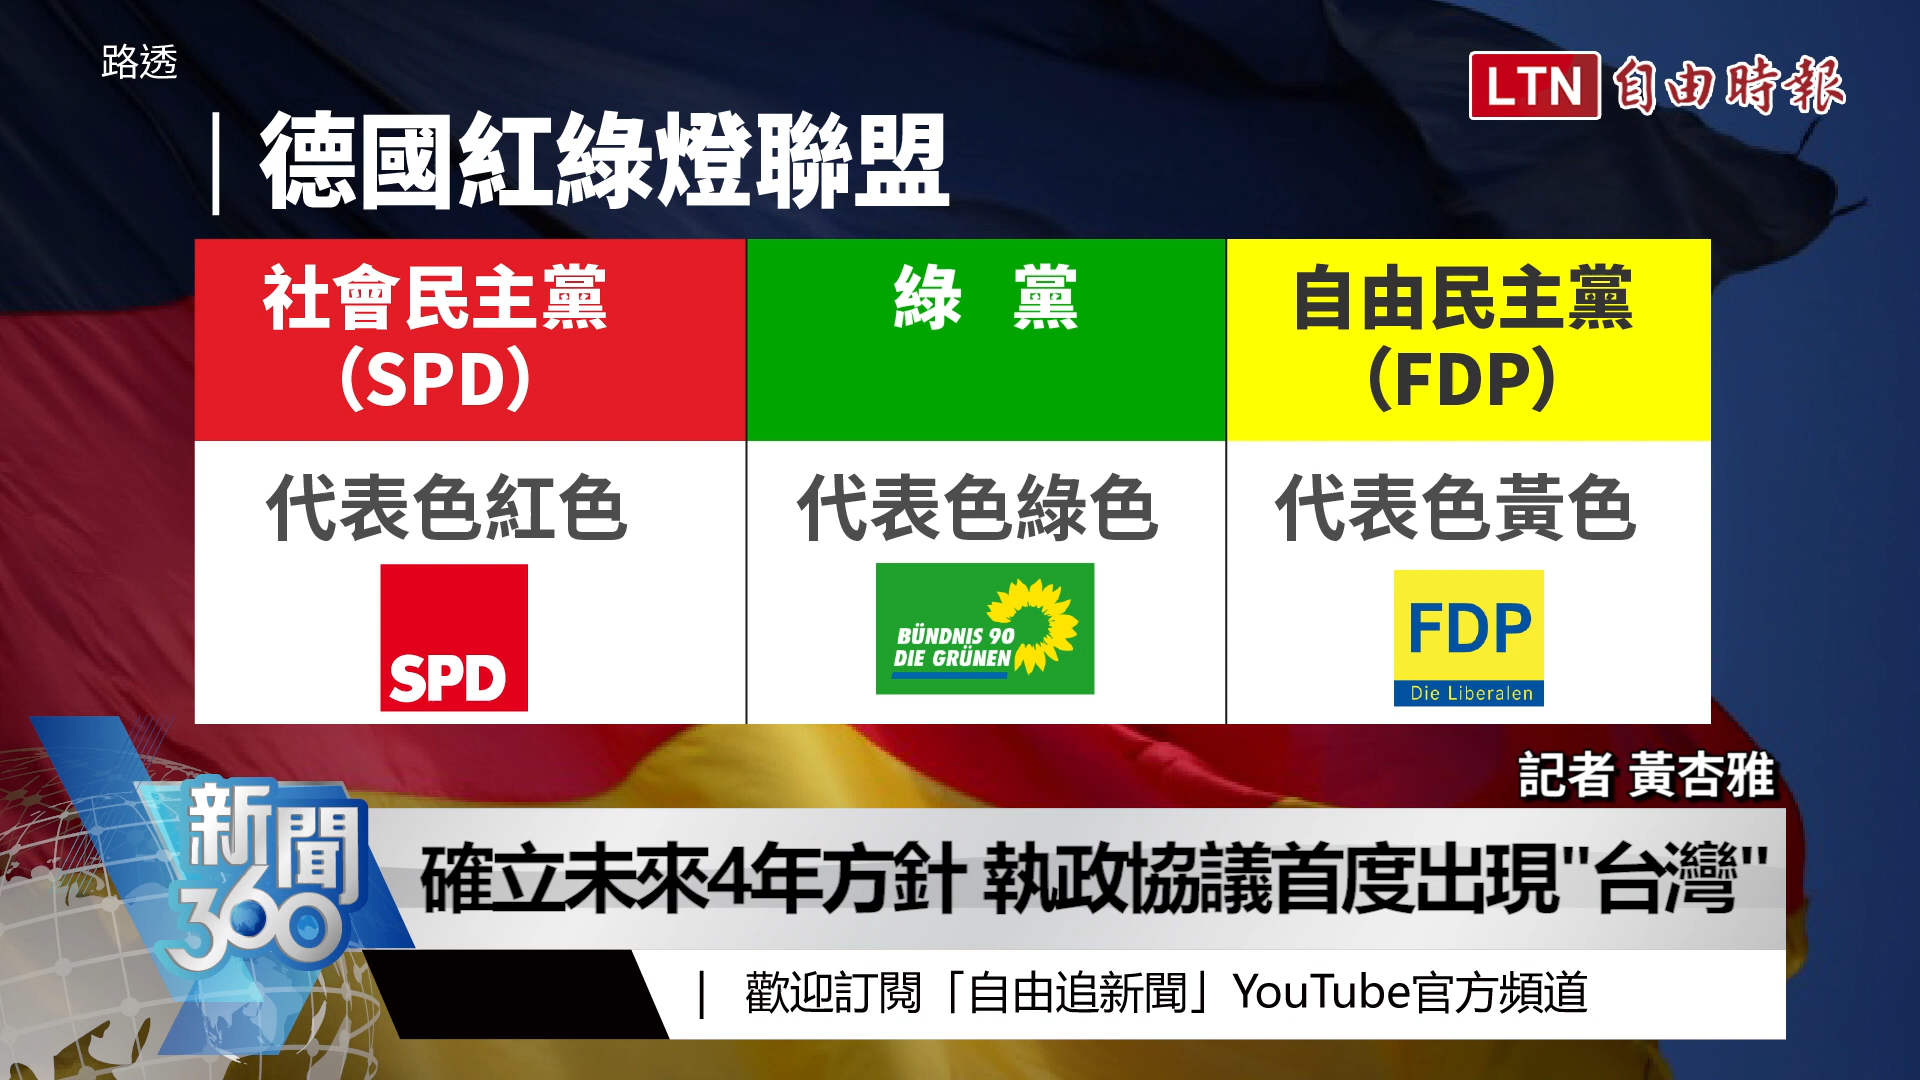 路透
LTN 自由時報
德國紅綠燈聯盟
社會民主黨
(SPD)
綠 黨
自由民主黨
(FDP)
代表色紅色
代表色綠色
代表色黃色
SPD
BÜNDNIS 90
DIE GRÜNEN
FDP
Die Liberalen
記者 黃杏雅
新聞
360
確立未來4年方針 執政協議首度出現"台灣"
| 歡迎訂閱「自由追新聞」YouTube官方頻道